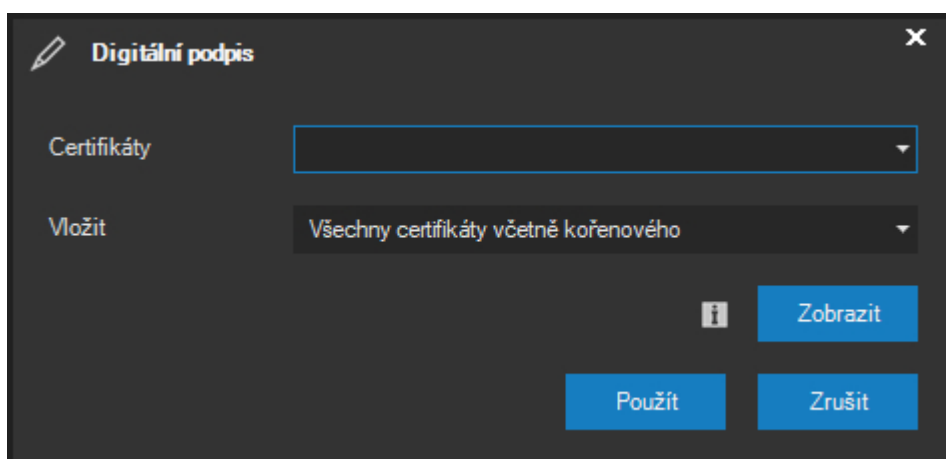 Digitální podpis
Certifikáty
Vložit
Všechny certifikáty včetně kořenového
Zobrazit
Použít
Zrušit